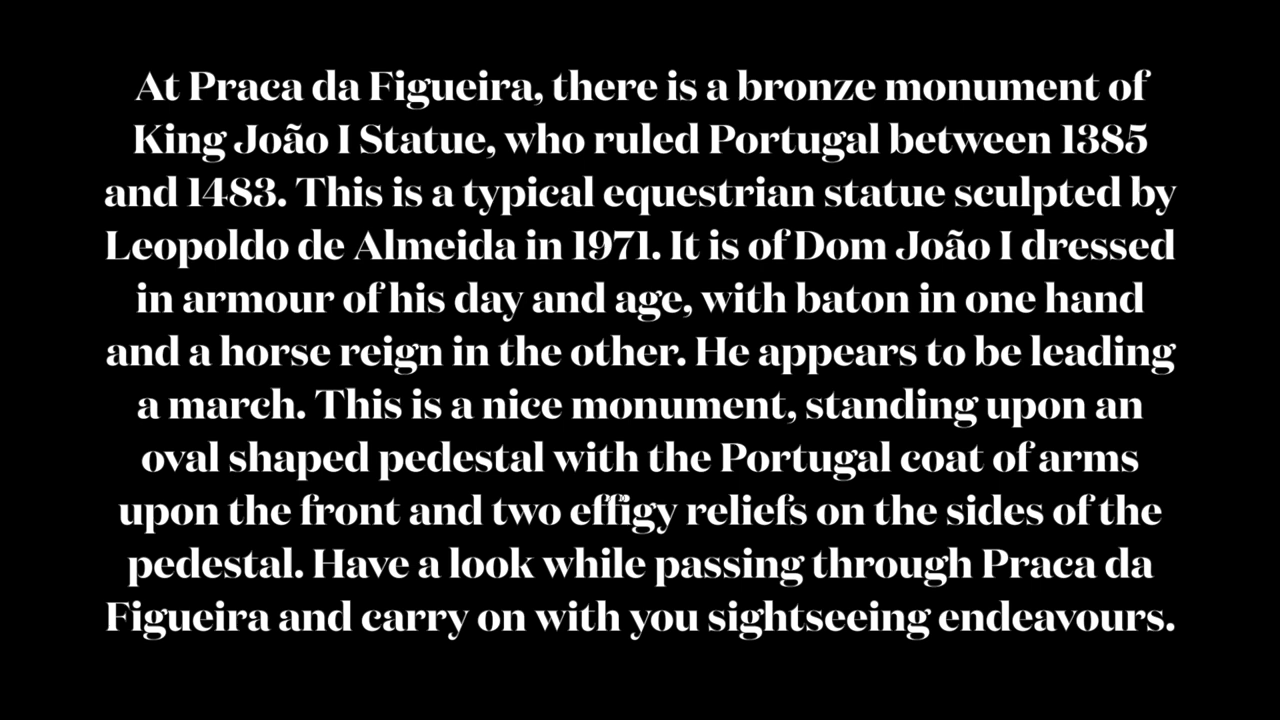 At Praca da Figueira, there is a bronze monument of
King João I Statue, who ruled Portugal between 1385
and 1483. This is a typical equestrian statue sculpted by
Leopoldo de Almeida in 1971. It is of Dom João I dressed
in armour of his day and age, with baton in one hand
and a horse reign in the other. He appears to be leading
a march. This is a nice monument, standing upon an
oval shaped pedestal with the Portugal coat of arms
upon the front and two effigy reliefs on the sides of the
pedestal. Have a look while passing through Praca da
Figueira and carry on with you sightseeing endeavours.